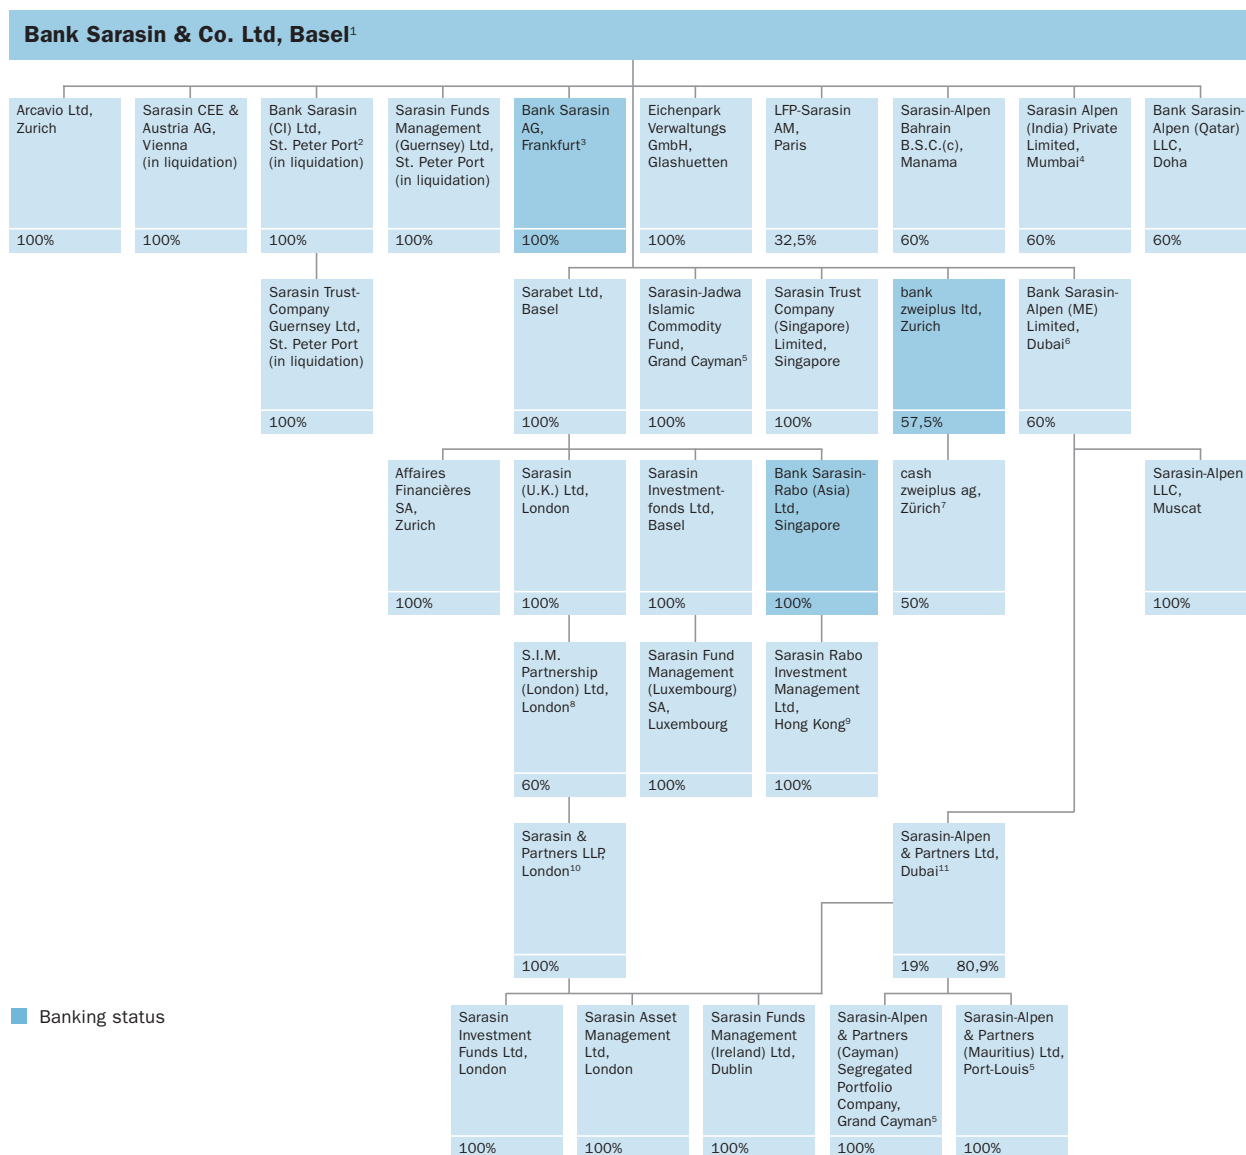 Bank Sarasin & Co. Ltd, Basel¹
Arcavio Ltd,
Zurich
100%
Sarasin CEE &
Austria AG,
Vienna
(in liquidation)
100%
Bank Sarasin
(CI) Ltd,
St. Peter Port²
(in liquidation)
100%
Sarasin Funds
Management
(Guernsey) Ltd,
St. Peter Port
(in liquidation)
100%
Bank Sarasin
AG,
Frankfurt³
100%
Eichenpark
Verwaltungs
GmbH,
Glashuetten
100%
LFP-Sarasin
AM,
Paris
32,5%
Sarasin-Alpen
Bahrain
B.S.C.(c),
Manama
60%
Sarasin Alpen
(India) Private
Limited,
Mumbai⁴
60%
Bank Sarasin-
Alpen (Qatar)
LLC,
Doha
60%
Sarasin Trust-
Company
Guernsey Ltd,
St. Peter Port
(in liquidation)
100%
Sarabet Ltd,
Basel
100%
Sarasin-Jadwa
Islamic
Commodity
Fund,
Grand Cayman⁵
100%
Sarasin Trust
Company
(Singapore)
Limited,
Singapore
100%
bank
zweiplus ltd,
Zurich
57,5%
Bank Sarasin-
Alpen (ME)
Limited,
Dubai⁶
60%
Affaires
Financières
SA,
Zurich
100%
Sarasin
(U.K.) Ltd,
London
100%
Sarasin
Investment-
fonds Ltd,
Basel
100%
Bank Sarasin-
Rabo (Asia)
Ltd,
Singapore
100%
cash
zweiplus ag,
Zürich⁷
50%
Sarasin-Alpen
LLC,
Muscat
100%
S.I.M.
Partnership
(London) Ltd,
London⁸
60%
Sarasin Fund
Management
(Luxembourg)
SA,
Luxembourg
100%
Sarasin Rabo
Investment
Management
Ltd,
Hong Kong⁹
100%
Sarasin &
Partners LLP,
London¹⁰
100%
Sarasin-Alpen
& Partners Ltd,
Dubai¹¹
19% 80,9%
Banking status
Sarasin
Investment
Funds Ltd,
London
100%
Sarasin Asset
Management
Ltd,
London
100%
Sarasin Funds
Management
(Ireland) Ltd,
Dublin
100%
Sarasin-Alpen
& Partners
(Cayman)
Segregated
Portfolio
Company,
Grand Cayman⁵
100%
Sarasin-Alpen
& Partners
(Mauritius) Ltd,
Port-Louis⁵
100%